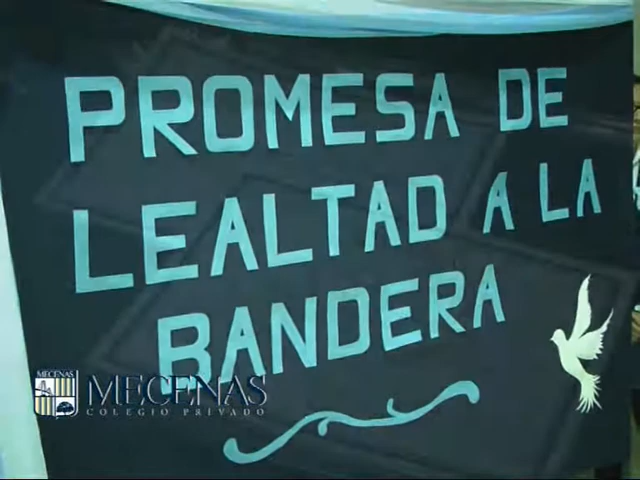 PROMESA DE
LEALTAD A LA
BANDERA
MECENAS
MECENAS
COLEGIO PRIVADO